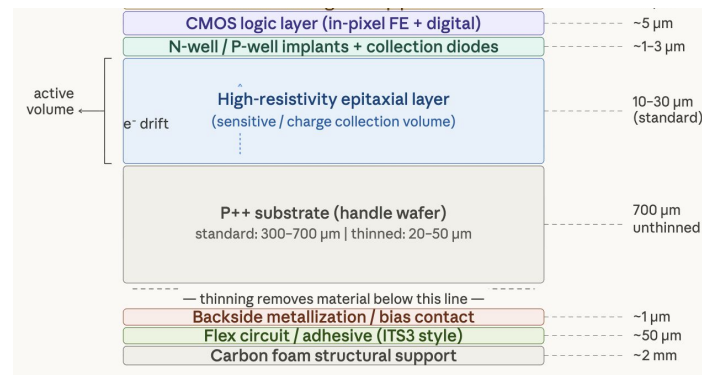 CMOS logic layer (in-pixel FE + digital)
~5 μm
N-well / P-well implants + collection diodes
~1–3 μm
active
volume
High-resistivity epitaxial layer
(sensitive / charge collection volume)
e⁻ drift
10–30 μm
(standard)
P++ substrate (handle wafer)
standard: 300–700 μm | thinned: 20–50 μm
700 μm
unthinned
— thinning removes material below this line —
Backside metallization / bias contact
~1 μm
Flex circuit / adhesive (ITS3 style)
~50 μm
Carbon foam structural support
~2 mm